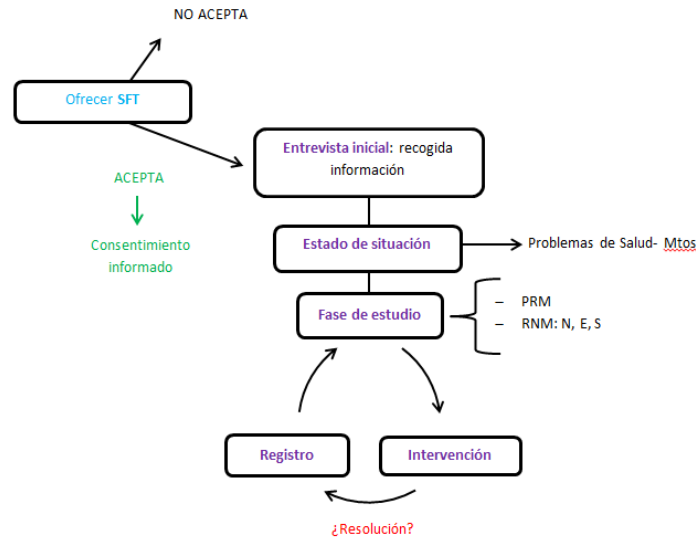 NO ACEPTA
Ofrecer SFT
Entrevista inicial: recogida
información
ACEPTA
Consentimiento
informado
Estado de situación
Problemas de Salud- Mtos
Fase de estudio
– PRM
– RNM: N, E, S
Registro
Intervención
¿Resolución?